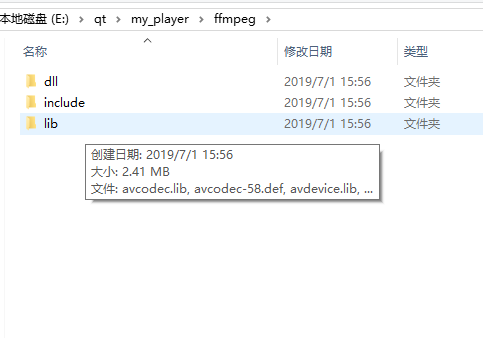 本地磁盘 (E:) › qt › my_player › ffmpeg ›
名称 修改日期 类型
dll 2019/7/1 15:56 文件夹
include 2019/7/1 15:56 文件夹
lib 2019/7/1 15:56 文件夹
创建日期: 2019/7/1 15:56
大小: 2.41 MB
文件: avcodec.lib, avcodec-58.def, avdevice.lib, ...